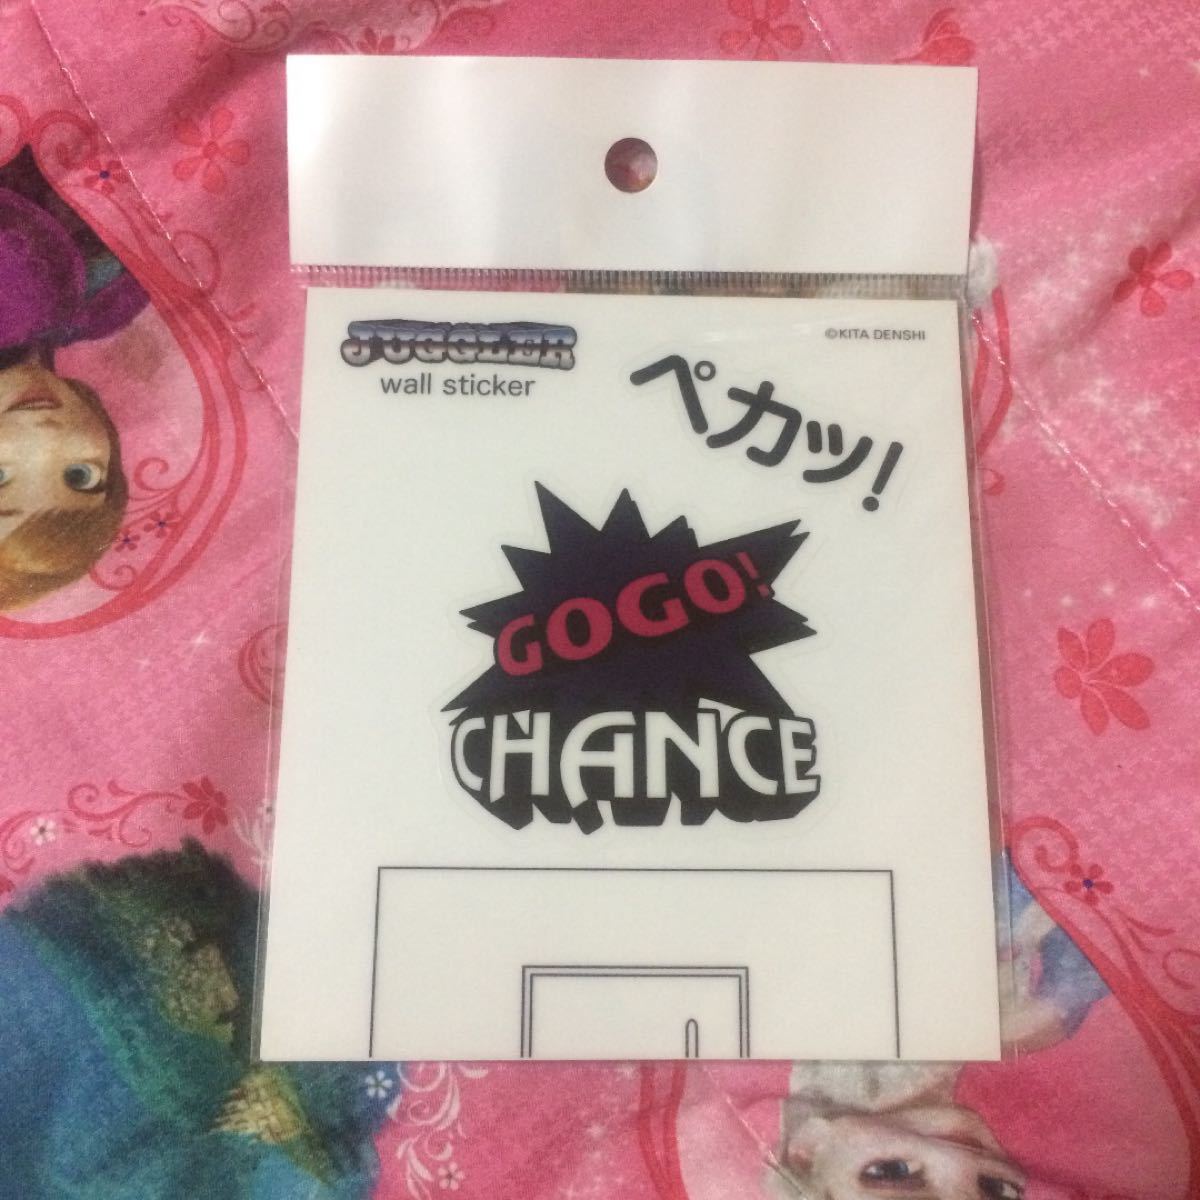 JUGGLER
wall sticker
©KITA DENSHI
ペカッ!
GOGO!
CHANCE